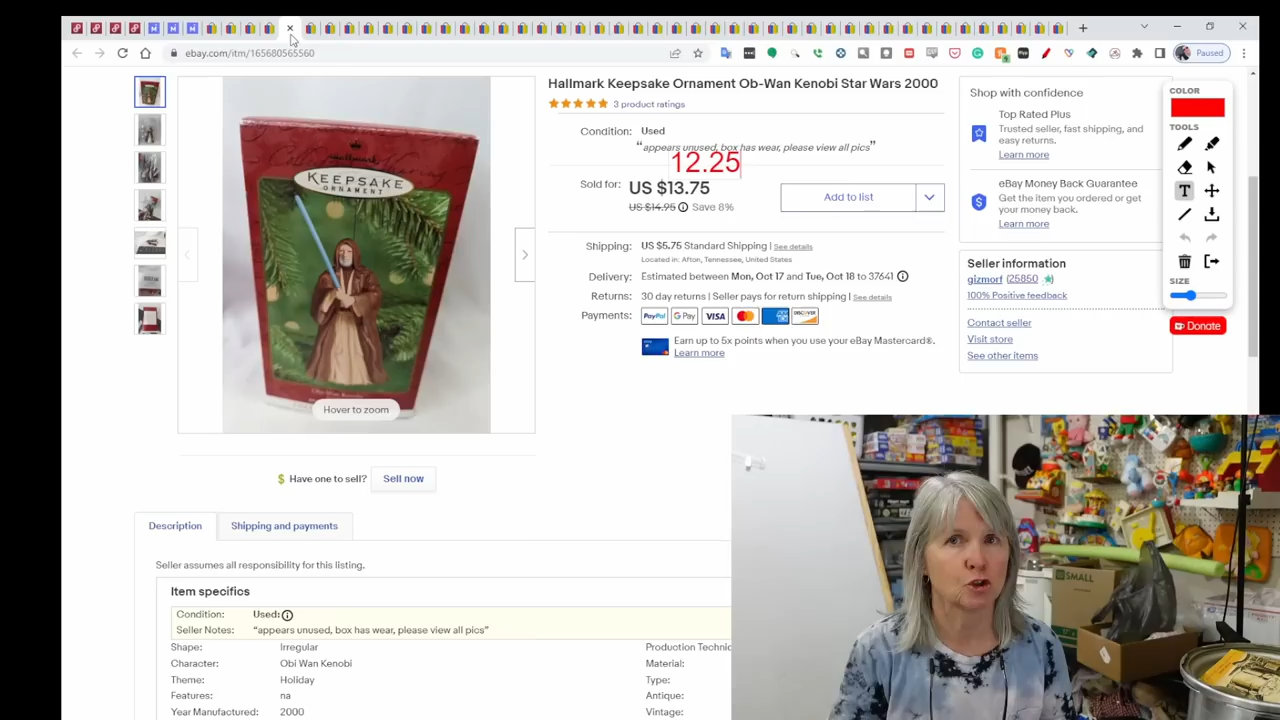 Paused
ebay.com/itm/165680565560
Hallmark Keepsake Ornament Ob-Wan Kenobi Star Wars 2000
3 product ratings
Condition: Used
"appears unused, box has wear, please view all pics"
12.25
Sold for: US $13.75
US $14.95 Save 8%
Add to list
Shipping: US $5.75 Standard Shipping | See details
Located in: Afton, Tennessee, United States
Delivery: Estimated between Mon, Oct 17 and Tue, Oct 18 to 37641
Returns: 30 day returns | Seller pays for return shipping | See details
Payments: PayPal G Pay VISA DISCOVER
Earn up to 5x points when you use your eBay Mastercard®.
Learn more
Shop with confidence
Top Rated Plus
Trusted seller, fast shipping, and
easy returns.
Learn more
eBay Money Back Guarantee
Get the item you ordered or get
your money back.
Learn more
Seller information
gizmorf (25850)
100% Positive feedback
Contact seller
Visit store
See other items
COLOR
TOOLS
T
SIZE
Donate
Hallmark
KEEPSAKE
ORNAMENT
Hover to zoom
Have one to sell? Sell now
Description
Shipping and payments
Seller assumes all responsibility for this listing.
Item specifics
Condition: Used:
Seller Notes: "appears unused, box has wear, please view all pics"
Shape: Irregular
Character: Obi Wan Kenobi
Theme: Holiday
Features: na
Year Manufactured: 2000
Production Techni
Material:
Type:
Antique:
Vintage:
SMALL